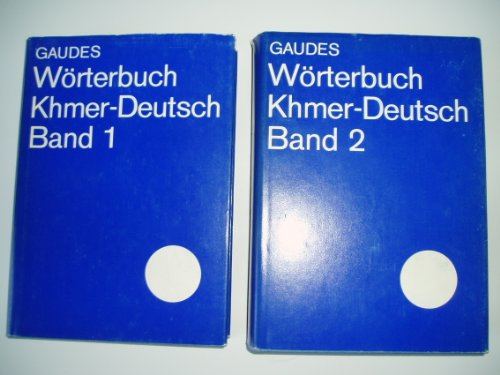 GAUDES
Wörterbuch
Khmer-Deutsch
Band 1
GAUDES
Wörterbuch
Khmer-Deutsch
Band 2